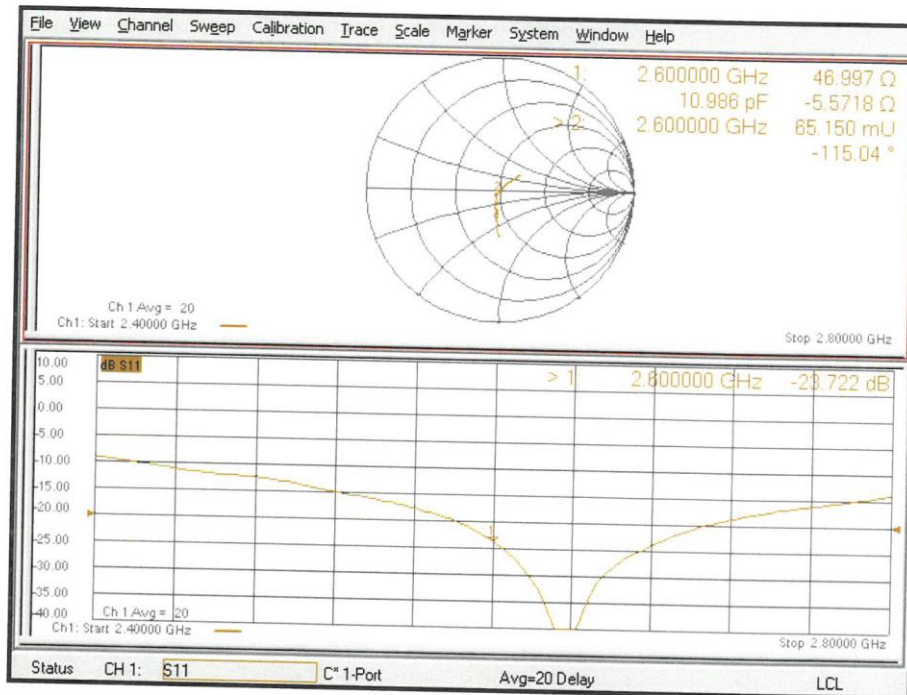 File View Channel Sweep Calibration Trace Scale Marker System Window Help
1: 2.600000 GHz 46.997 Ω
10.986 pF -5.5718 Ω
> 2: 2.600000 GHz 65.150 mU
-115.04 °
Ch 1 Avg = 20
Ch1: Start 2.40000 GHz
Stop 2.80000 GHz
10.00
dB S11
> 1: 2.600000 GHz -23.722 dB
5.00
0.00
-5.00
-10.00
-15.00
-20.00
1
-25.00
-30.00
-35.00
-40.00
Ch 1 Avg = 20
Ch1: Start 2.40000 GHz
Stop 2.80000 GHz
Status CH 1: S11 C* 1-Port Avg=20 Delay LCL